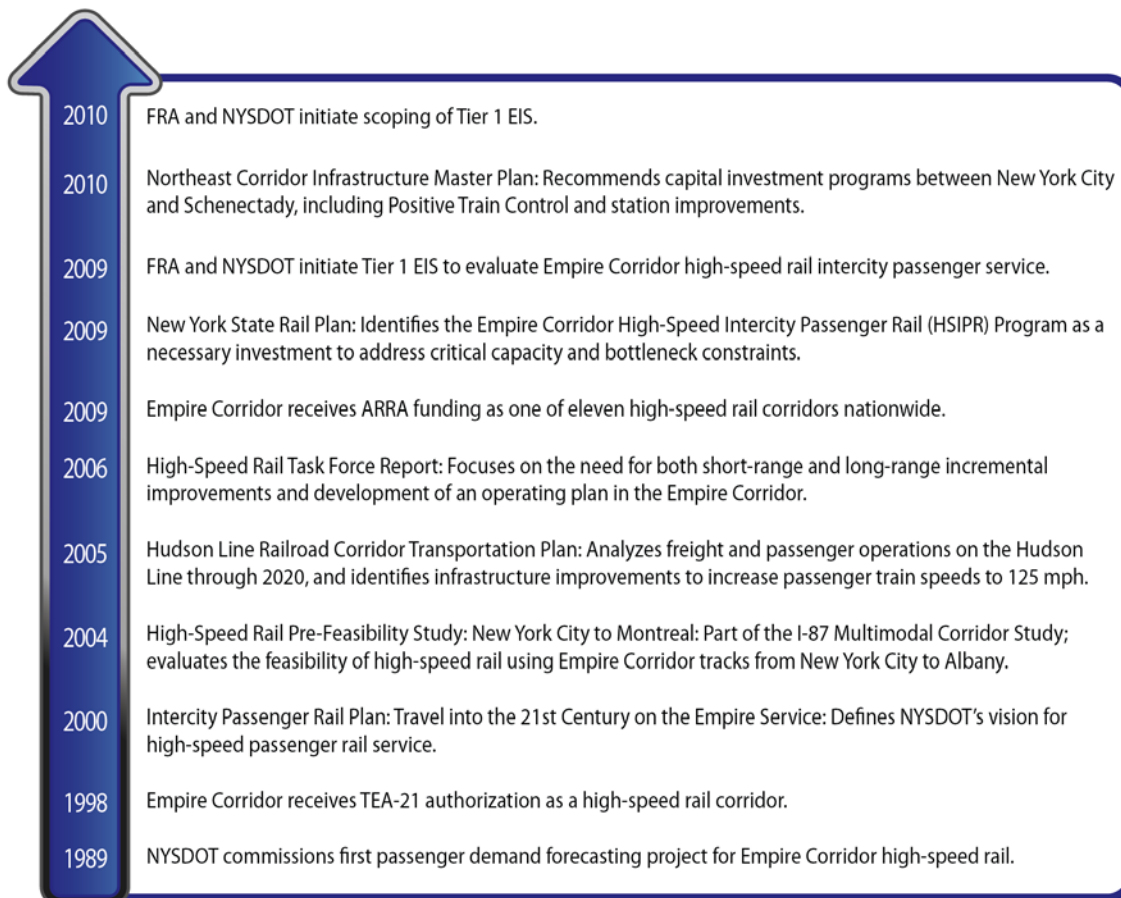 2010
FRA and NYSDOT initiate scoping of Tier 1 EIS.
2010
Northeast Corridor Infrastructure Master Plan: Recommends capital investment programs between New York City
and Schenectady, including Positive Train Control and station improvements.
2009
FRA and NYSDOT initiate Tier 1 EIS to evaluate Empire Corridor high-speed rail intercity passenger service.
2009
New York State Rail Plan: Identifies the Empire Corridor High-Speed Intercity Passenger Rail (HSIPR) Program as a
necessary investment to address critical capacity and bottleneck constraints.
2009
Empire Corridor receives ARRA funding as one of eleven high-speed rail corridors nationwide.
2006
High-Speed Rail Task Force Report: Focuses on the need for both short-range and long-range incremental
improvements and development of an operating plan in the Empire Corridor.
2005
Hudson Line Railroad Corridor Transportation Plan: Analyzes freight and passenger operations on the Hudson
Line through 2020, and identifies infrastructure improvements to increase passenger train speeds to 125 mph.
2004
High-Speed Rail Pre-Feasibility Study: New York City to Montreal: Part of the I-87 Multimodal Corridor Study;
evaluates the feasibility of high-speed rail using Empire Corridor tracks from New York City to Albany.
2000
Intercity Passenger Rail Plan: Travel into the 21st Century on the Empire Service: Defines NYSDOT's vision for
high-speed passenger rail service.
1998
Empire Corridor receives TEA-21 authorization as a high-speed rail corridor.
1989
NYSDOT commissions first passenger demand forecasting project for Empire Corridor high-speed rail.